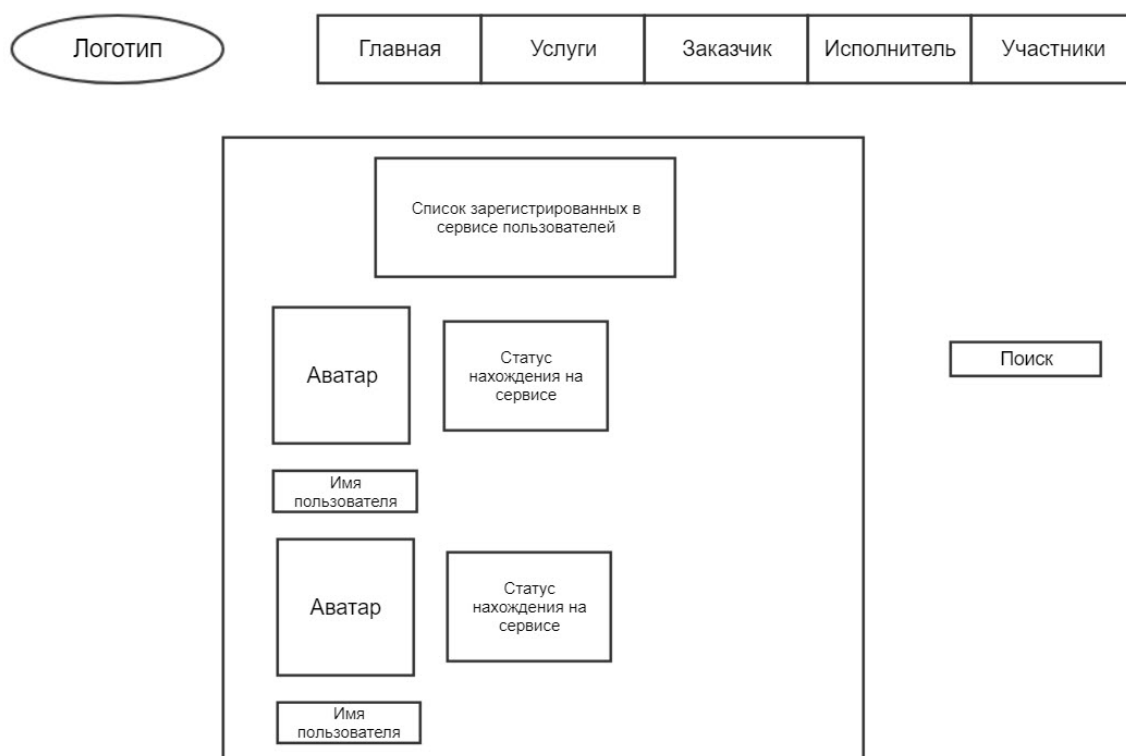 Логотип
Главная
Услуги
Заказчик
Исполнитель
Участники
Список зарегистрированных в
сервисе пользователей
Аватар
Статус
нахождения на
сервисе
Поиск
Имя
пользователя
Аватар
Статус
нахождения на
сервисе
Имя
пользователя